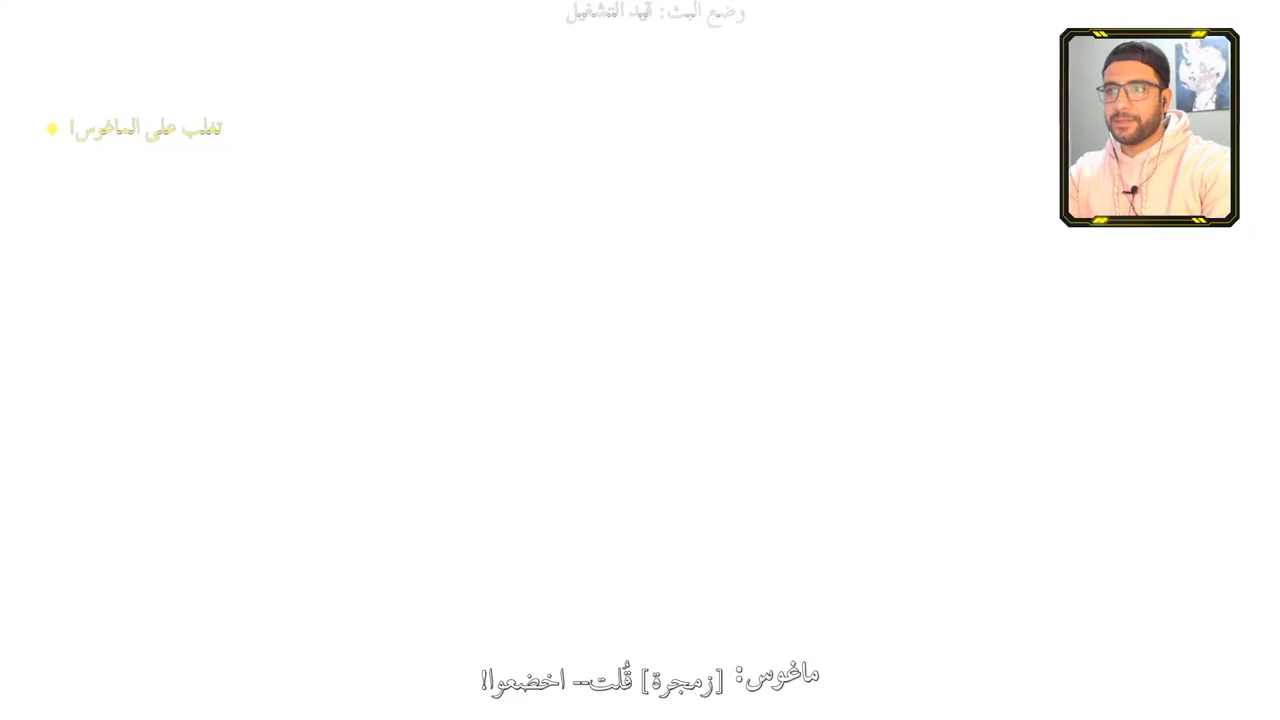 وضع البث: قيد التشغيل
تغلب على الماغوس!
ماغوس: [زمجرة] قُلت-- اخضعوا!